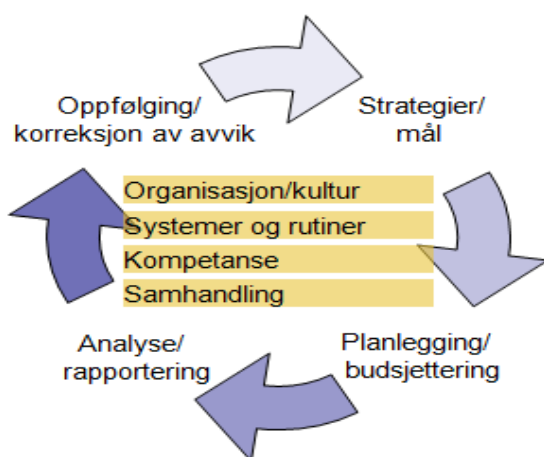 Oppfølging/
korreksjon av avvik
Strategier/
mål
Organisasjon/kultur
Systemer og rutiner
Kompetanse
Samhandling
Analyse/
rapportering
Planlegging/
budsjettering